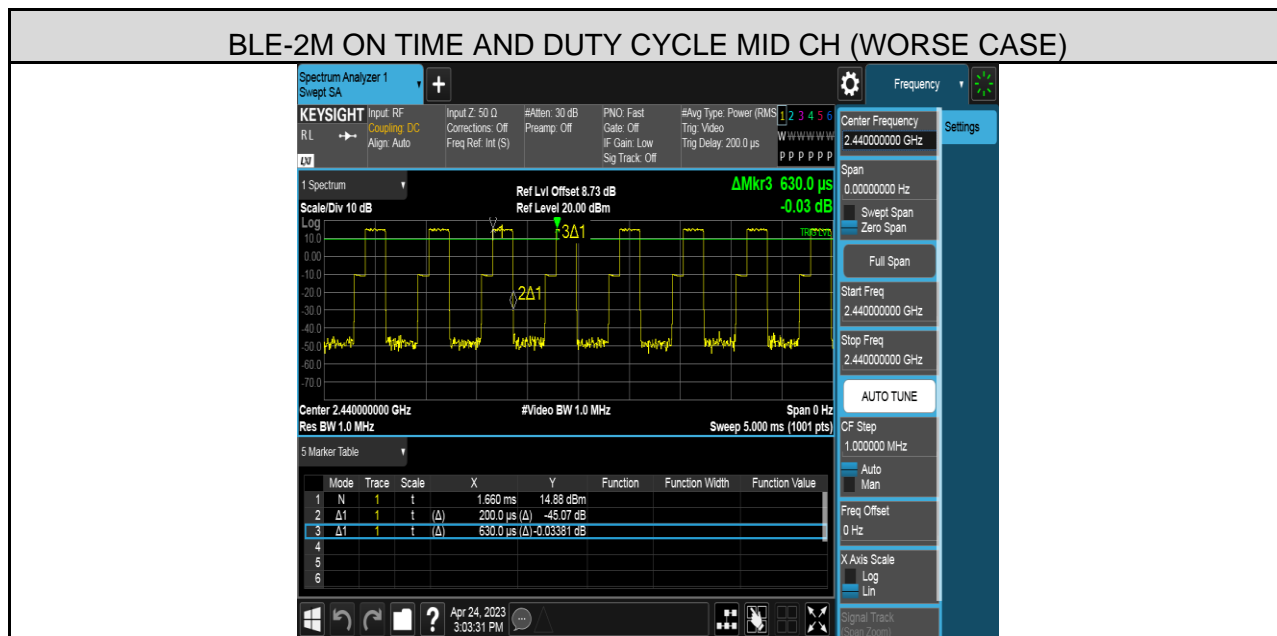 BLE-2M ON TIME AND DUTY CYCLE MID CH (WORSE CASE)
Spectrum Analyzer 1
Swept SA
+
Frequency
KEYSIGHT
RL
LXI
Input: RF
Coupling: DC
Align: Auto
Input Z: 50 Ω
Corrections: Off
Freq Ref: Int (S)
#Atten: 30 dB
Preamp: Off
PNO: Fast
Gate: Off
IF Gain: Low
Sig Track: Off
#Avg Type: Power (RMS
Trig: Video
Trig Delay: 200.0 µs
1 2 3 4 5 6
W W W W W W
P P P P P P
Center Frequency
2.440000000 GHz
Settings
Span
0.00000000 Hz
Swept Span
Zero Span
Full Span
Start Freq
2.440000000 GHz
Stop Freq
2.440000000 GHz
AUTO TUNE
CF Step
1.000000 MHz
Auto
Man
Freq Offset
0 Hz
X Axis Scale
Log
Lin
Signal Track
(Span Zoom)
1 Spectrum
Scale/Div 10 dB
Ref Lvl Offset 8.73 dB
Ref Level 20.00 dBm
ΔMkr3 630.0 µs
-0.03 dB
Log
10.0
0.00
-10.0
-20.0
-30.0
-40.0
-50.0
-60.0
-70.0
1
3Δ1
2Δ1
TRIG LVL
Center 2.440000000 GHz
Res BW 1.0 MHz
#Video BW 1.0 MHz
Span 0 Hz
Sweep 5.000 ms (1001 pts)
5 Marker Table
Mode Trace Scale X Y Function Function Width Function Value
1 N 1 t 1.660 ms 14.88 dBm
2 Δ1 1 t (Δ) 200.0 µs (Δ) -45.07 dB
3 Δ1 1 t (Δ) 630.0 µs (Δ) -0.03381 dB
4
5
6
?
Apr 24, 2023
3:03:31 PM